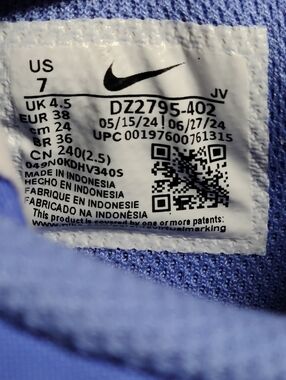 US
7
JV
UK 4.5
EUR 38
cm 24
BR 36
CN 240(2.5)
DZ2795-402
05/15/24 | 06/27/24
UPC 00197600761315
049N0KDHV340S
MADE IN INDONESIA
HECHO EN INDONESIA
FABRIQUE EN INDONESIE
FABRICADO NA INDONÉSIA
This product is covered by one or more patents: